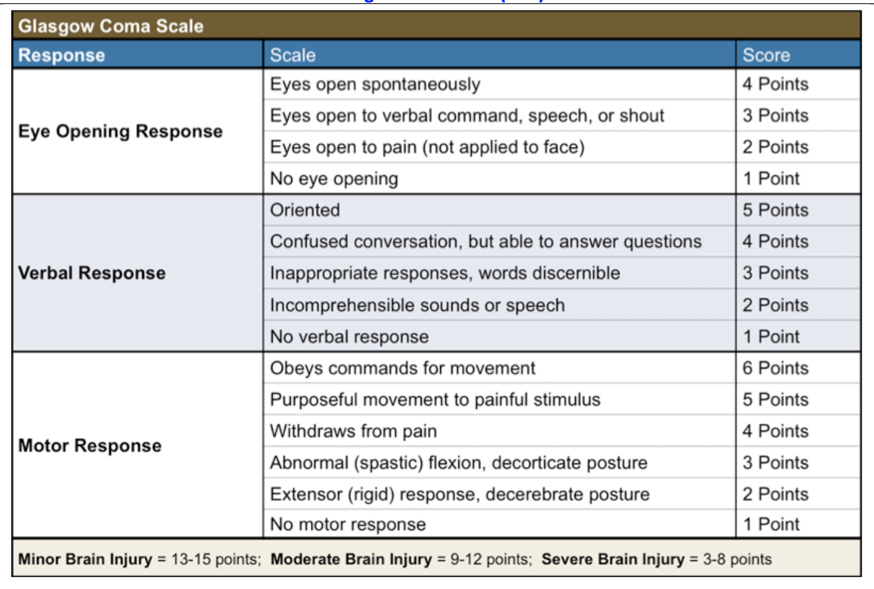 Glasgow Coma Scale
Response Scale Score
Eye Opening Response
Eyes open spontaneously 4 Points
Eyes open to verbal command, speech, or shout 3 Points
Eyes open to pain (not applied to face) 2 Points
No eye opening 1 Point
Verbal Response
Oriented 5 Points
Confused conversation, but able to answer questions 4 Points
Inappropriate responses, words discernible 3 Points
Incomprehensible sounds or speech 2 Points
No verbal response 1 Point
Motor Response
Obeys commands for movement 6 Points
Purposeful movement to painful stimulus 5 Points
Withdraws from pain 4 Points
Abnormal (spastic) flexion, decorticate posture 3 Points
Extensor (rigid) response, decerebrate posture 2 Points
No motor response 1 Point
Minor Brain Injury = 13-15 points; Moderate Brain Injury = 9-12 points; Severe Brain Injury = 3-8 points